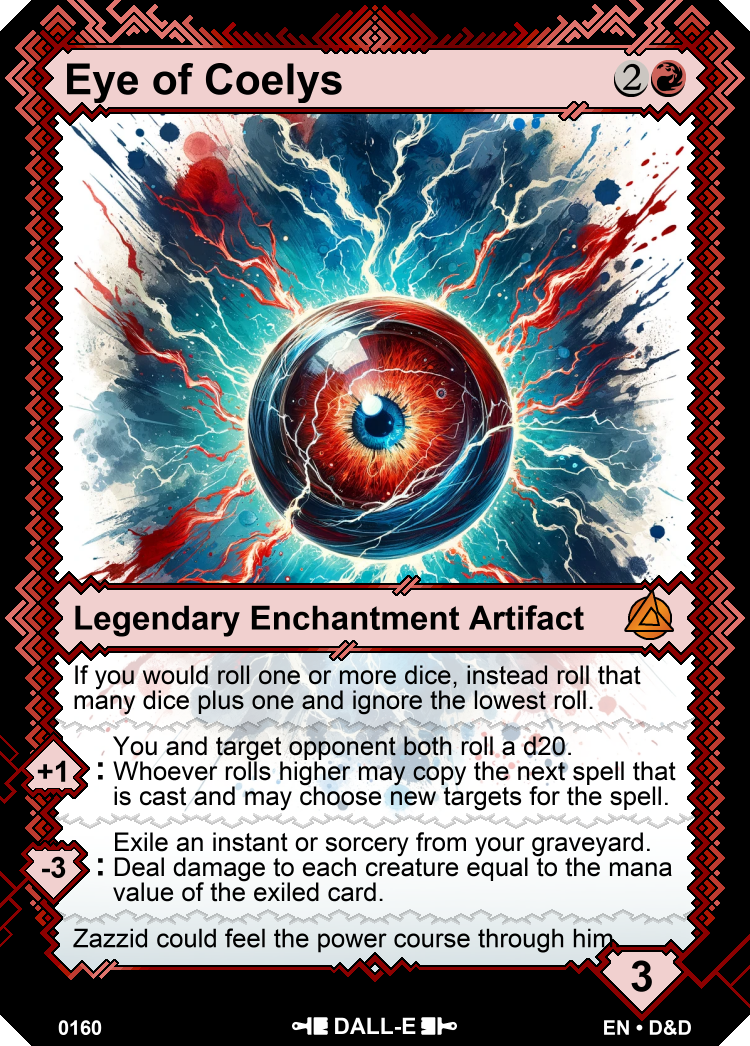 Eye of Coelys
2
Legendary Enchantment Artifact
If you would roll one or more dice, instead roll that
many dice plus one and ignore the lowest roll.
You and target opponent both roll a d20.
+1 : Whoever rolls higher may copy the next spell that
is cast and may choose new targets for the spell.
Exile an instant or sorcery from your graveyard.
-3 : Deal damage to each creature equal to the mana
value of the exiled card.
Zazzid could feel the power course through him
3
0160 DALL-E EN • D&D